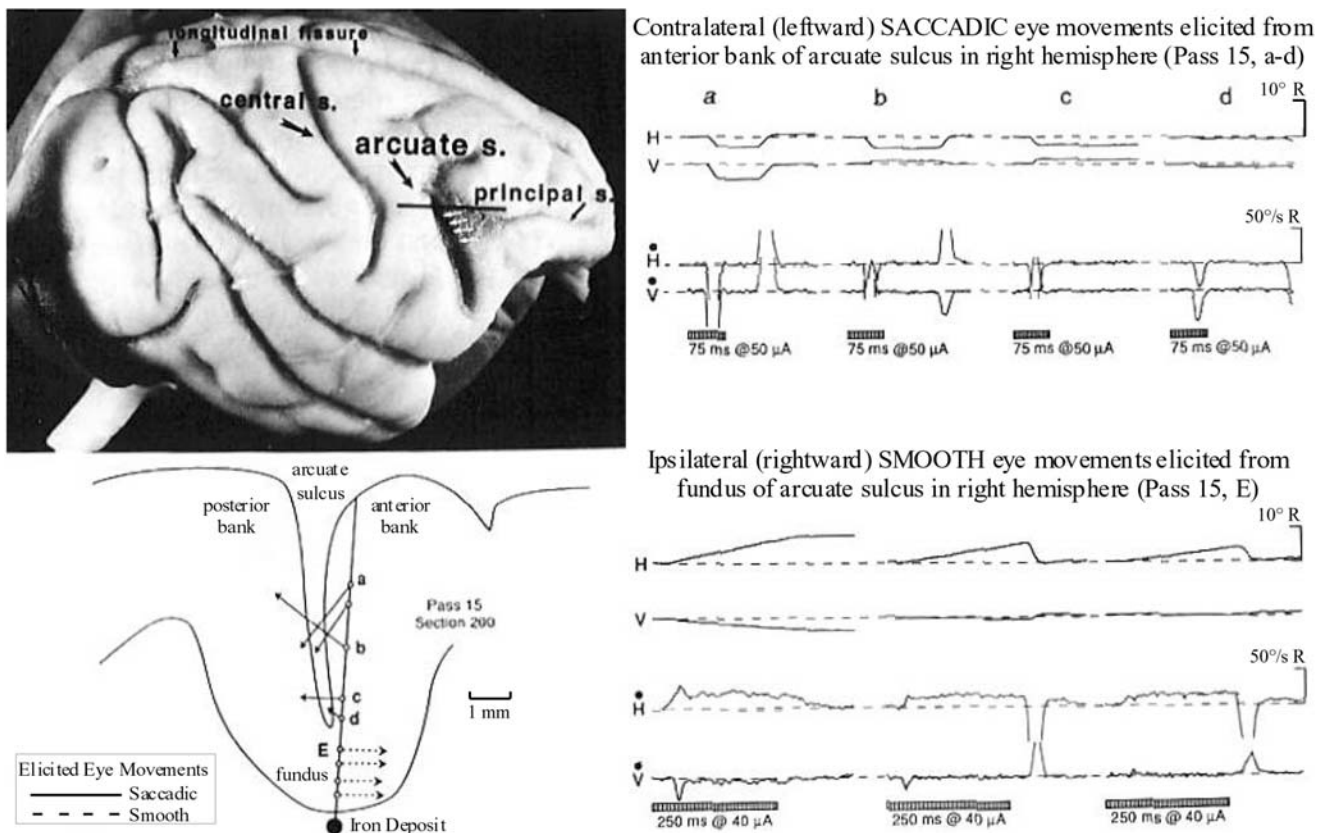 longitudinal fissure
central s.
arcuate s.
principal s.
Contralateral (leftward) SACCADIC eye movements elicited from
anterior bank of arcuate sulcus in right hemisphere (Pass 15, a-d)
a b c d
10° R
H
V
50°/s R
H
V
75 ms @50 µA 75 ms @50 µA 75 ms @50 µA 75 ms @50 µA
arcuate
sulcus
posterior
bank
anterior
bank
a
Pass 15
Section 200
b
c
1 mm
d
E
fundus
Elicited Eye Movements
Saccadic
Smooth
Iron Deposit
Ipsilateral (rightward) SMOOTH eye movements elicited from
fundus of arcuate sulcus in right hemisphere (Pass 15, E)
10° R
H
V
50°/s R
H
V
250 ms @ 40 µA 250 ms @ 40 µA 250 ms @ 40 µA